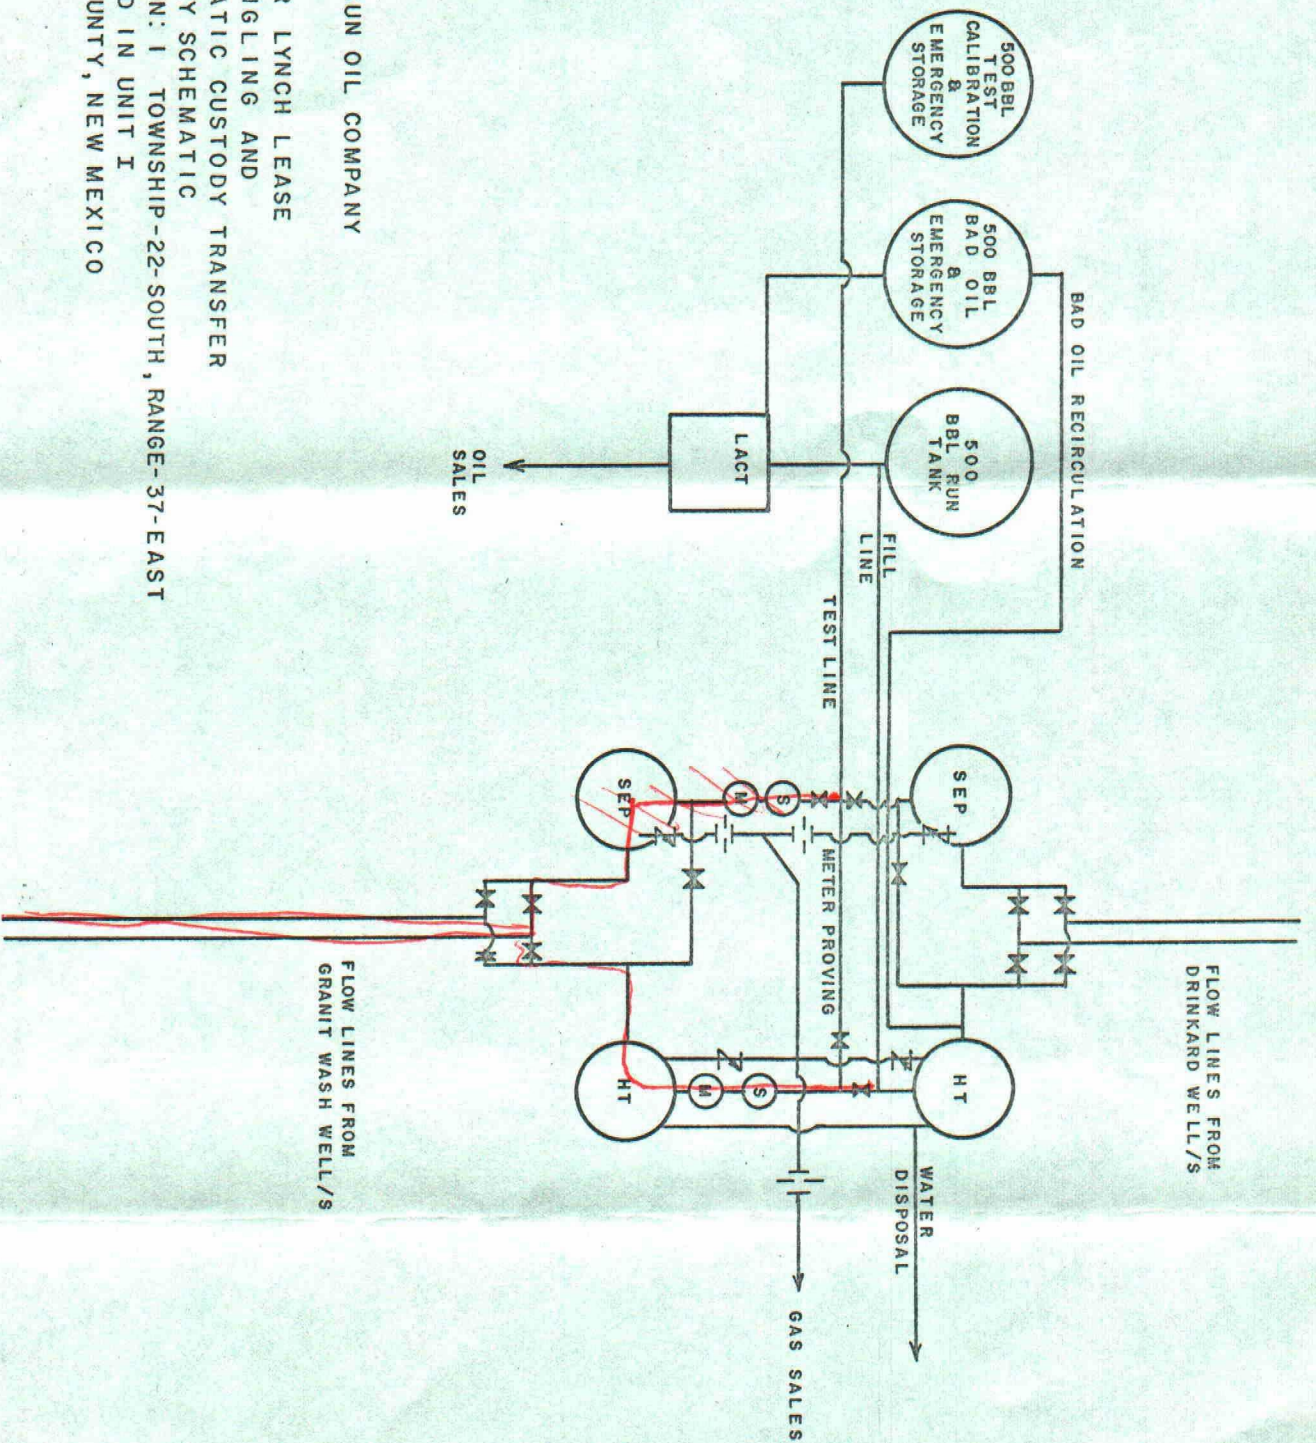 500 BBL
TEST
CALIBRATION
&
EMERGENCY
STORAGE
500 BBL
BAD OIL
&
EMERGENCY
STORAGE
500
BBL RUN
TANK
BAD OIL RECIRCULATION
LACT
OIL
SALES
FILL
LINE
TEST LINE
SEP
SEP
M
S
METER PROVING
HT
HT
M
S
FLOW LINES FROM
DRINKARD WELL/S
FLOW LINES FROM
GRANIT WASH WELL/S
WATER
DISPOSAL
GAS SALES
UN OIL COMPANY
R LYNCH LEASE
NGLING AND
ATIC CUSTODY TRANSFER
Y SCHEMATIC
N: I TOWNSHIP-22-SOUTH, RANGE-37-EAST
D IN UNIT I
UNTY, NEW MEXICO